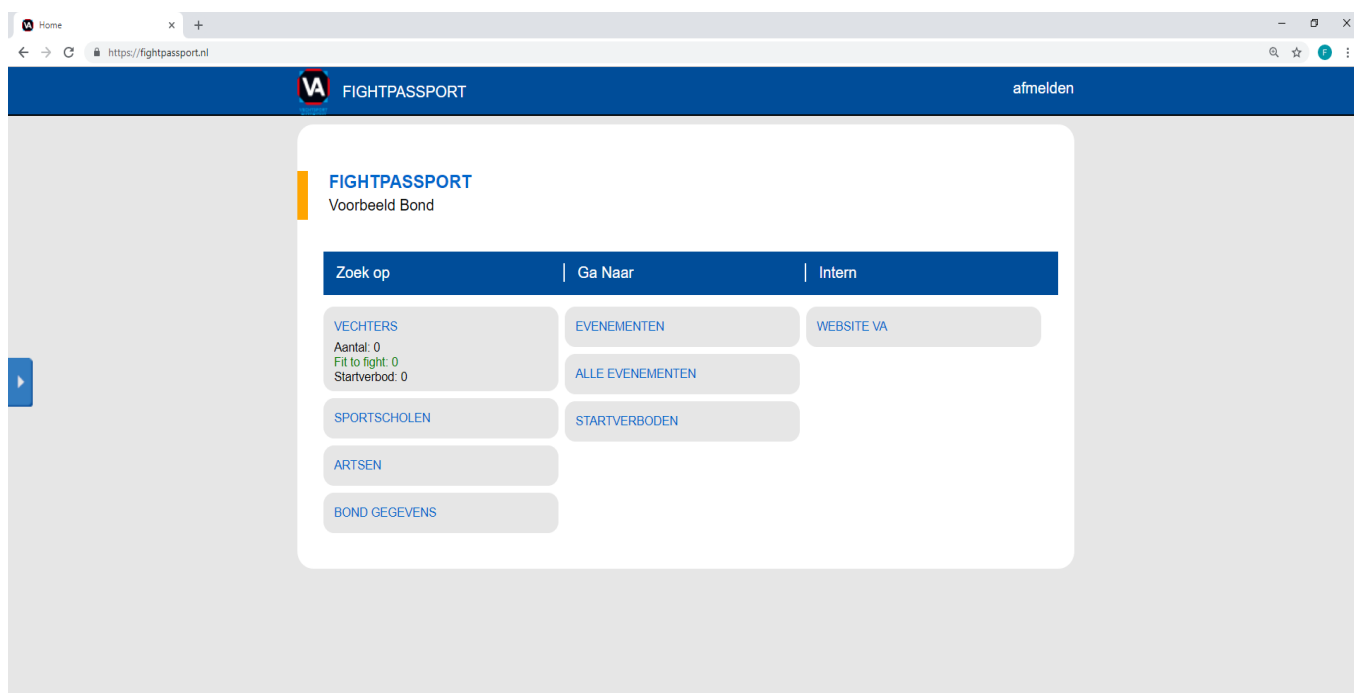 VA Home
https://fightpassport.nl
F
VA FIGHTPASSPORT
afmelden
FIGHTPASSPORT
Voorbeeld Bond
Zoek op
Ga Naar
Intern
VECHTERS
Aantal: 0
Fit to fight: 0
Startverbod: 0
SPORTSCHOLEN
ARTSEN
BOND GEGEVENS
EVENEMENTEN
ALLE EVENEMENTEN
STARTVERBODEN
WEBSITE VA